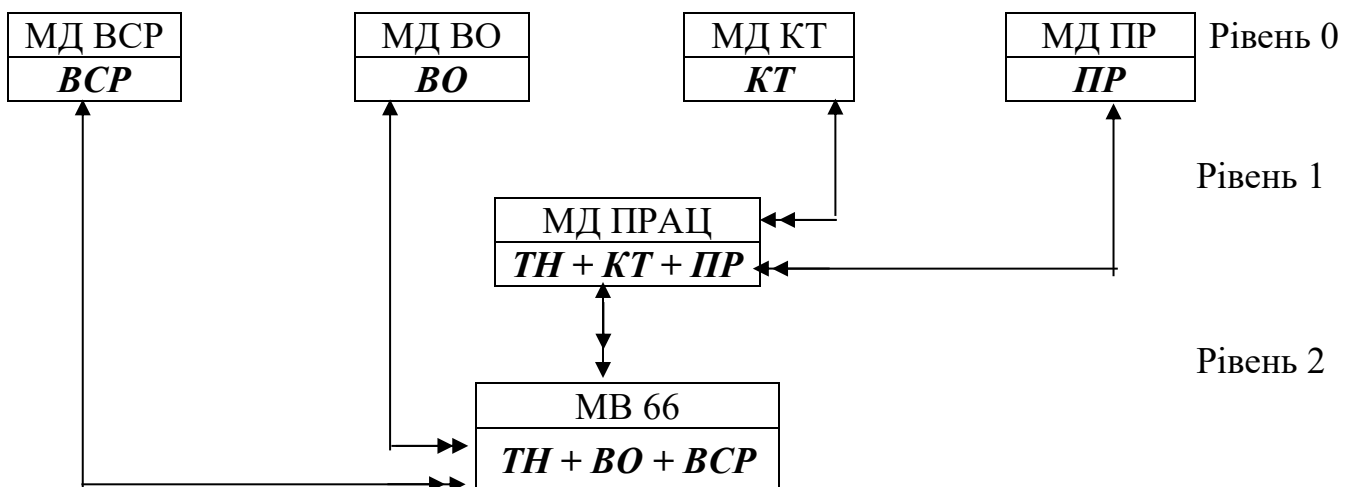 МД ВСР МД ВО МД КТ МД ПР Рівень 0
ВСР ВО КТ ПР
Рівень 1
МД ПРАЦ
ТН + КТ + ПР
Рівень 2
МВ 66
ТН + ВО + ВСР